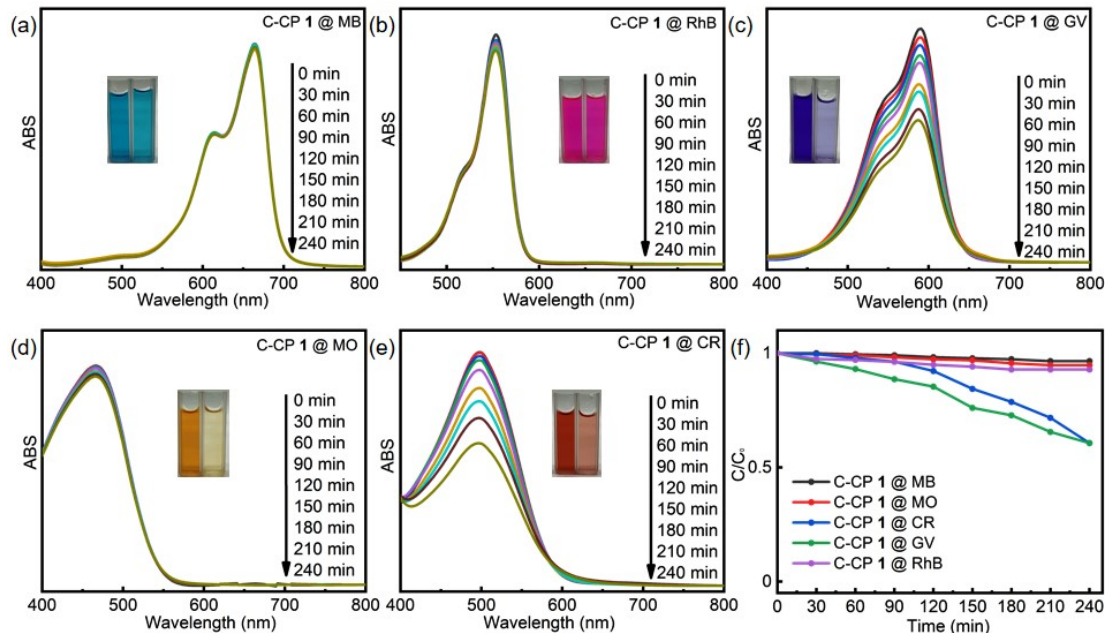 (a)
C-CP 1 @ MB
0 min
30 min
60 min
90 min
120 min
150 min
180 min
210 min
240 min
ABS
400 500 600 700 800
Wavelength (nm)
(b)
C-CP 1 @ RhB
0 min
30 min
60 min
90 min
120 min
150 min
180 min
210 min
240 min
ABS
500 600 700 800
Wavelength (nm)
(c)
C-CP 1 @ GV
0 min
30 min
60 min
90 min
120 min
150 min
180 min
210 min
240 min
ABS
400 500 600 700 800
Wavelength (nm)
(d)
C-CP 1 @ MO
0 min
30 min
60 min
90 min
120 min
150 min
180 min
210 min
240 min
ABS
400 500 600 700 800
Wavelength (nm)
(e)
C-CP 1 @ CR
0 min
30 min
60 min
90 min
120 min
150 min
180 min
210 min
240 min
ABS
400 500 600 700 800
Wavelength (nm)
(f)
1
0.5
0
C/C₀
C-CP 1 @ MB
C-CP 1 @ MO
C-CP 1 @ CR
C-CP 1 @ GV
C-CP 1 @ RhB
0 30 60 90 120 150 180 210 240
Time (min)